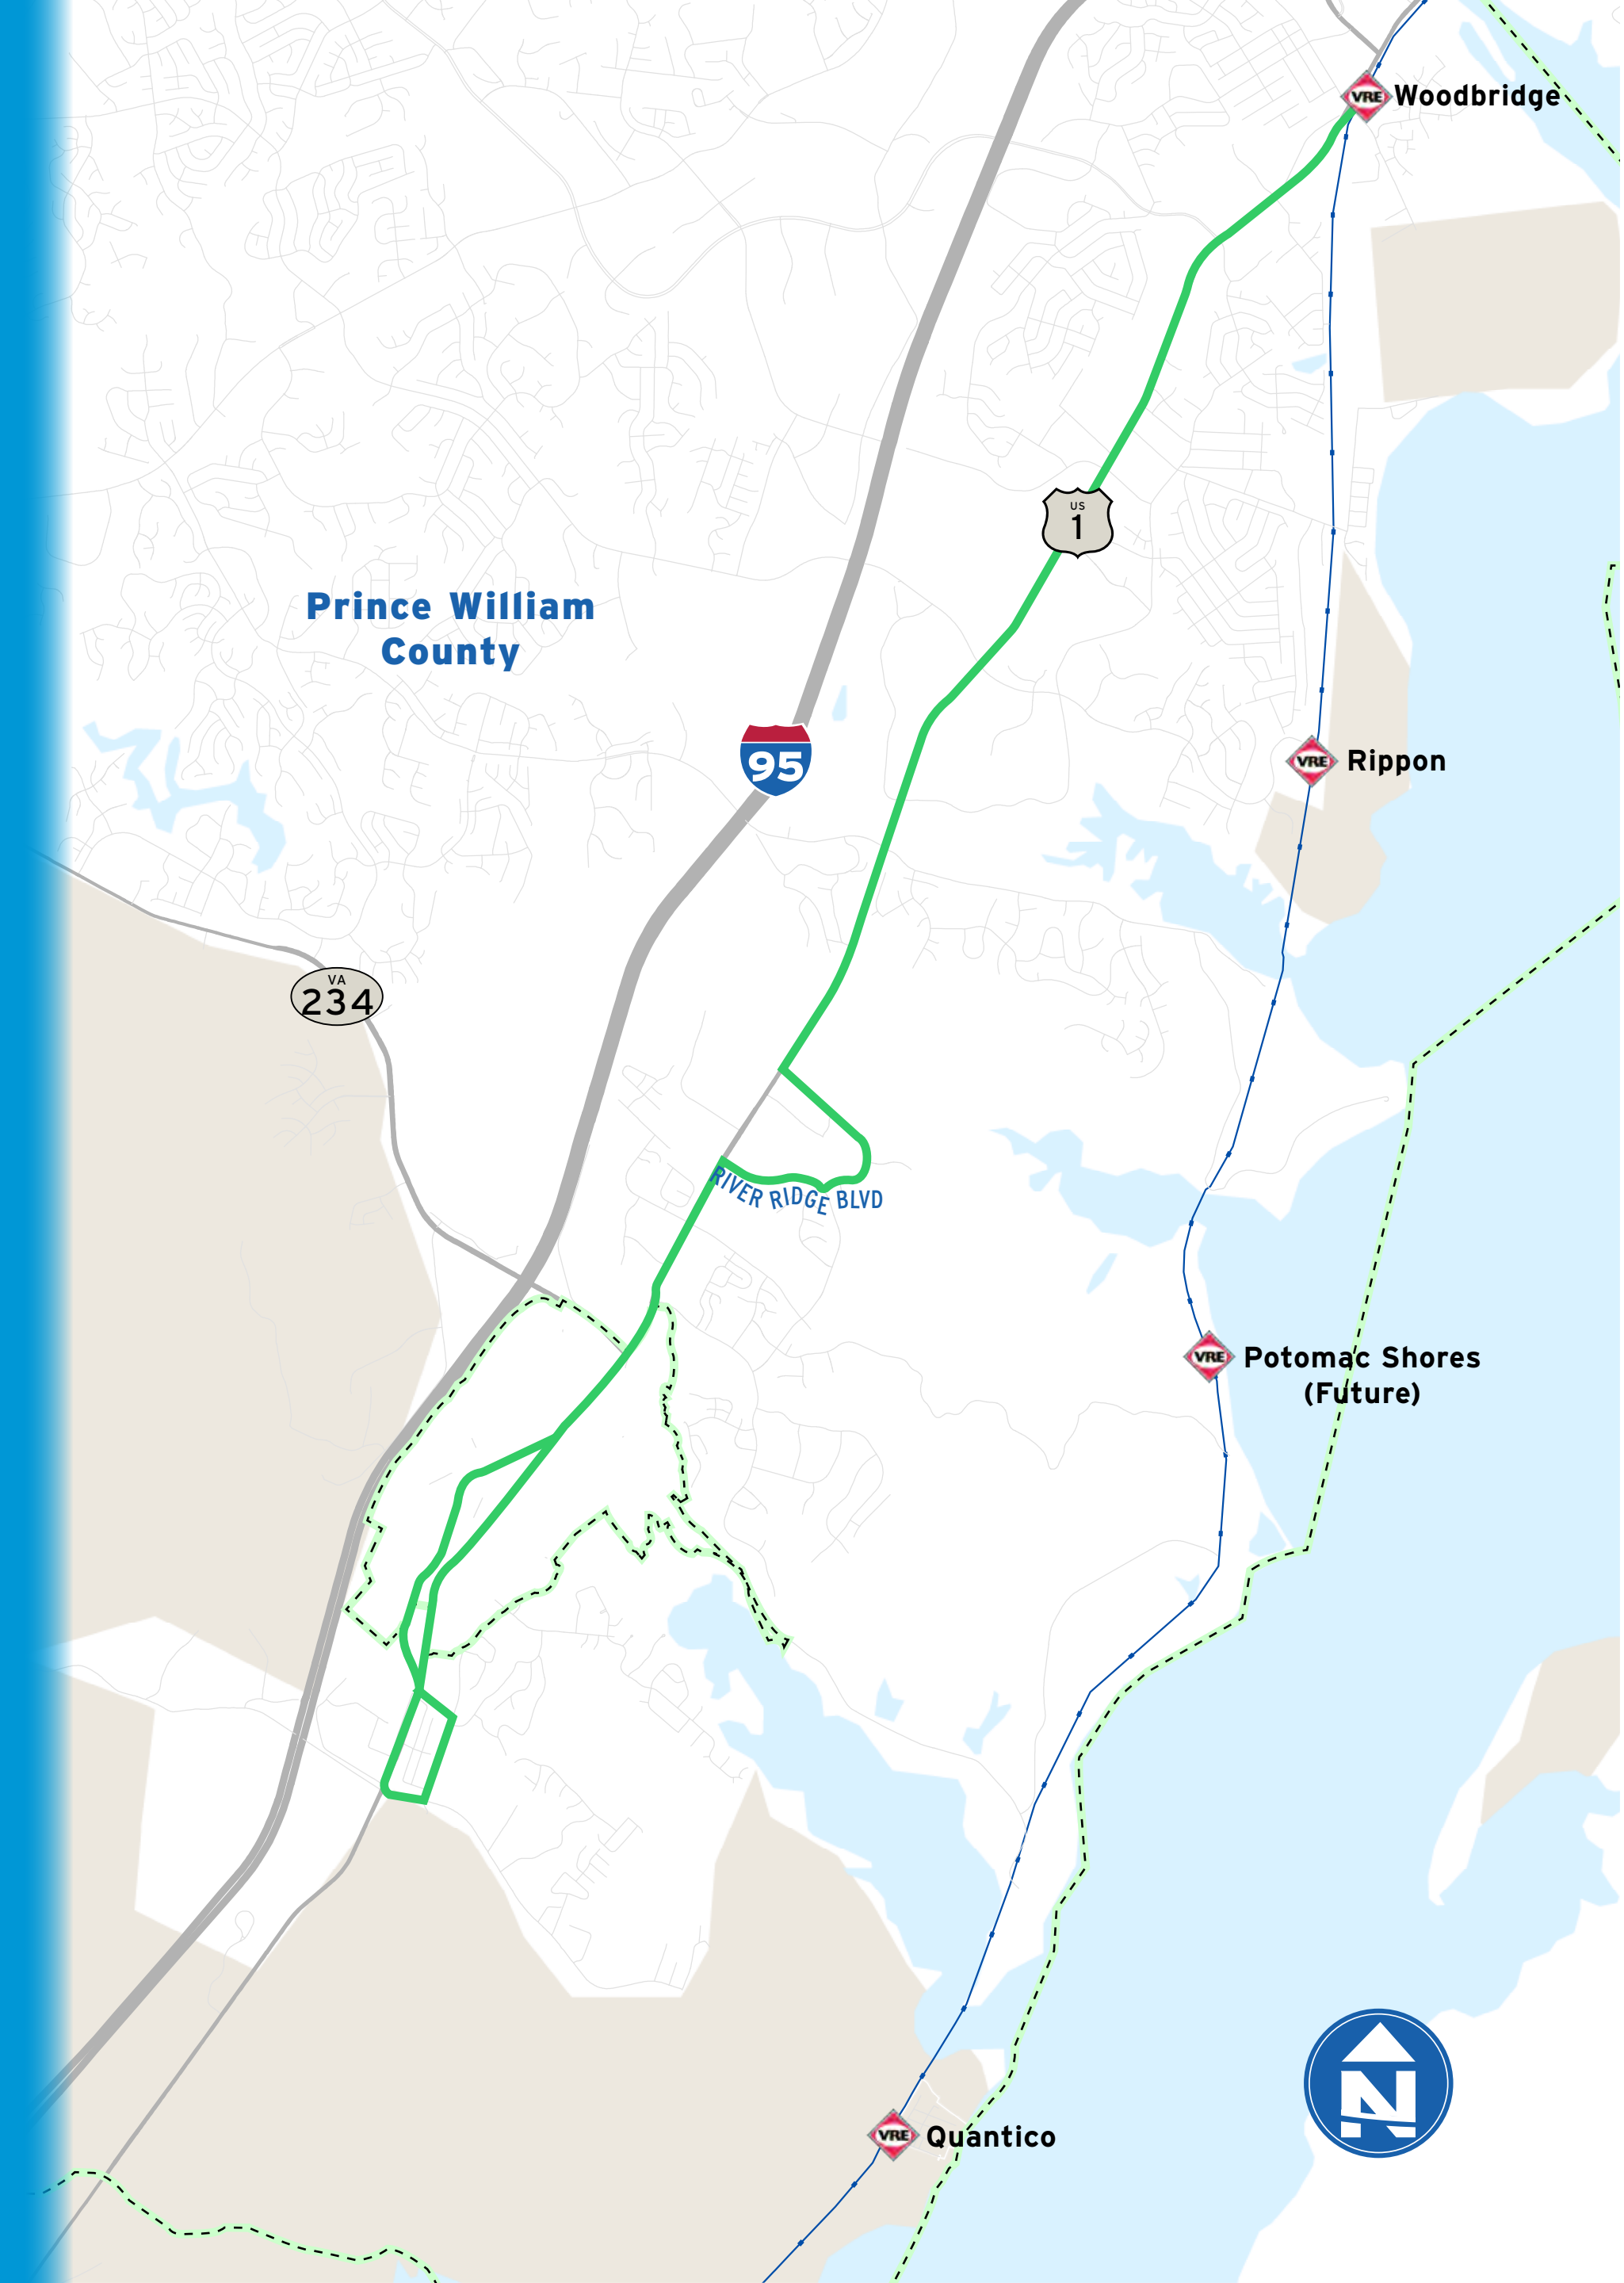 VRE Woodbridge
US
1
Prince William
County
95
VRE Rippon
VA
234
RIVER RIDGE BLVD
VRE Potomac Shores
(Future)
N
VRE Quantico